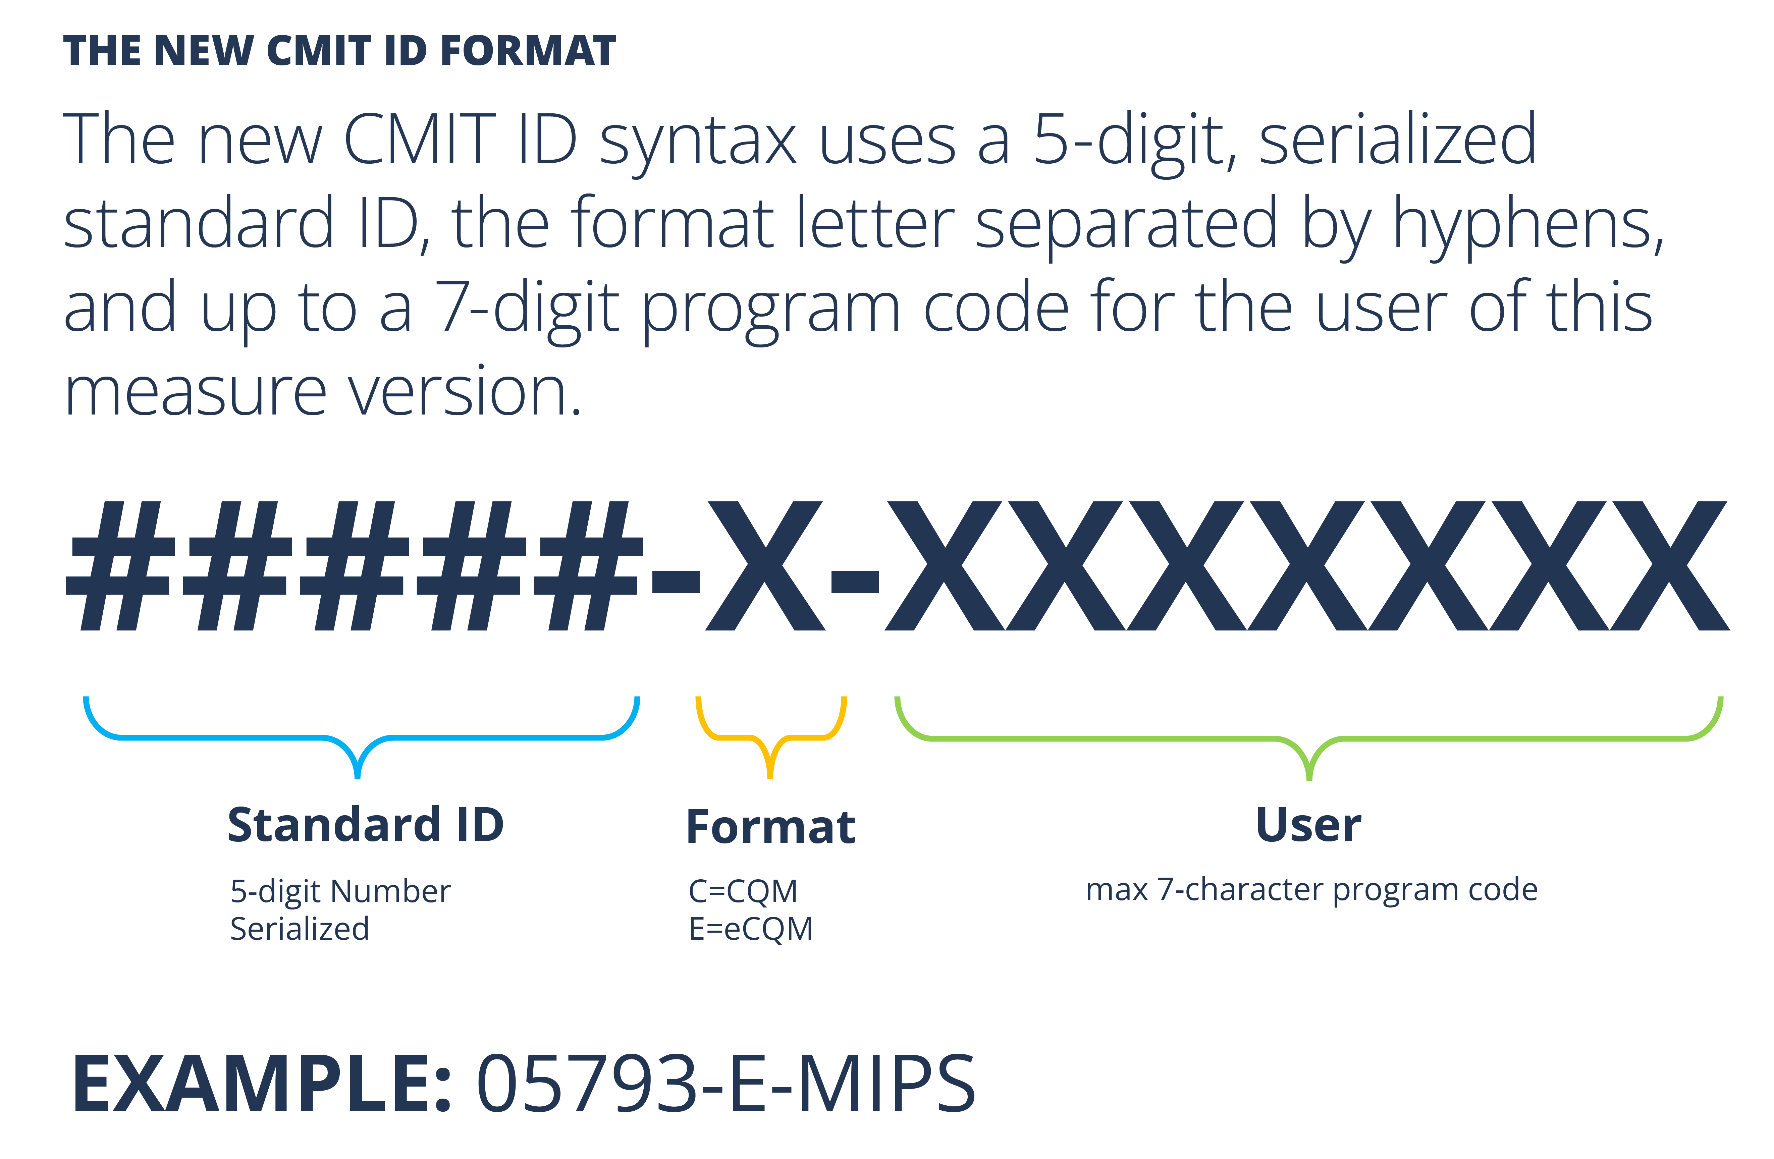 THE NEW CMIT ID FORMAT
The new CMIT ID syntax uses a 5-digit, serialized
standard ID, the format letter separated by hyphens,
and up to a 7-digit program code for the user of this
measure version.
#####-X-XXXXXXX
Standard ID
5-digit Number
Serialized
Format
C=CQM
E=eCQM
User
max 7-character program code
EXAMPLE: 05793-E-MIPS